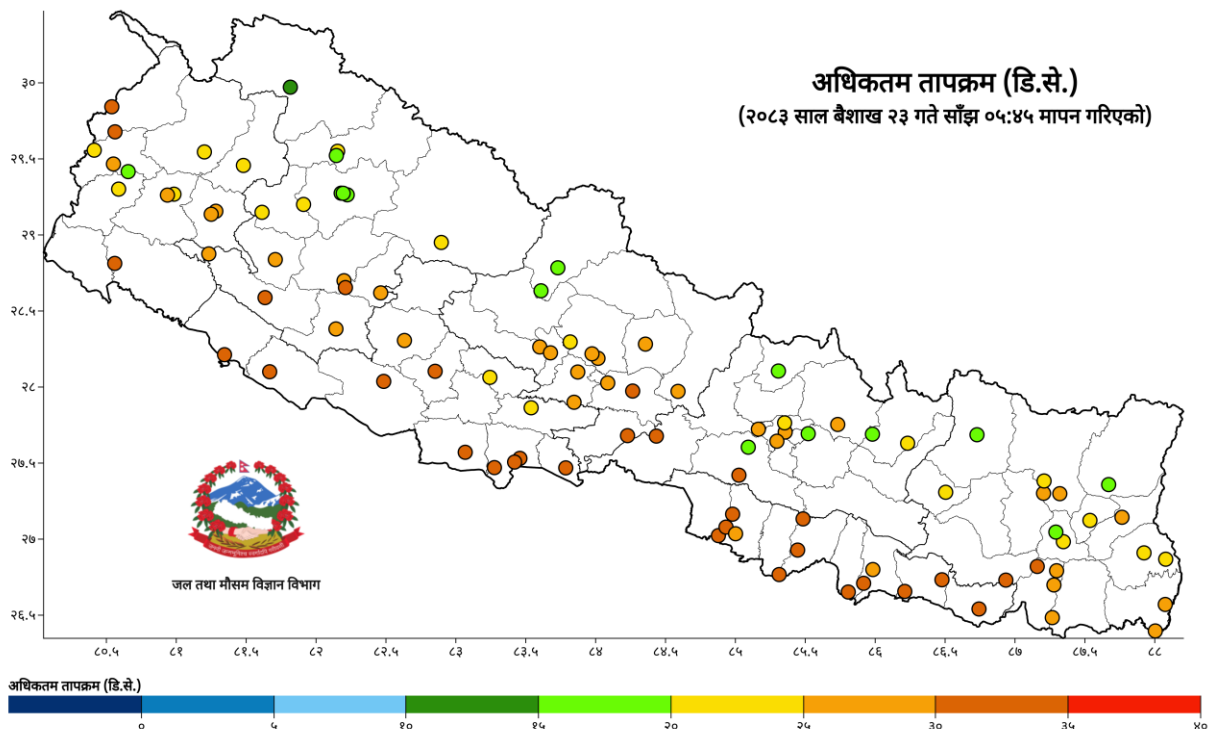 अधिकतम तापक्रम (डि.से.)
(२०८३ साल बैशाख २३ गते साँझ ०५:४५ मापन गरिएको)
३०
२९.५
२९
२८.५
२८
२७.५
२७
२६.५
जल तथा मौसम विज्ञान विभाग
८०.५ ८१ ८१.५ ८२ ८२.५ ८३ ८३.५ ८४ ८४.५ ८५ ८५.५ ८६ ८६.५ ८७ ८७.५ ८८
अधिकतम तापक्रम (डि.से.)
० ५ १० १५ २० २५ ३० ३५ ४०